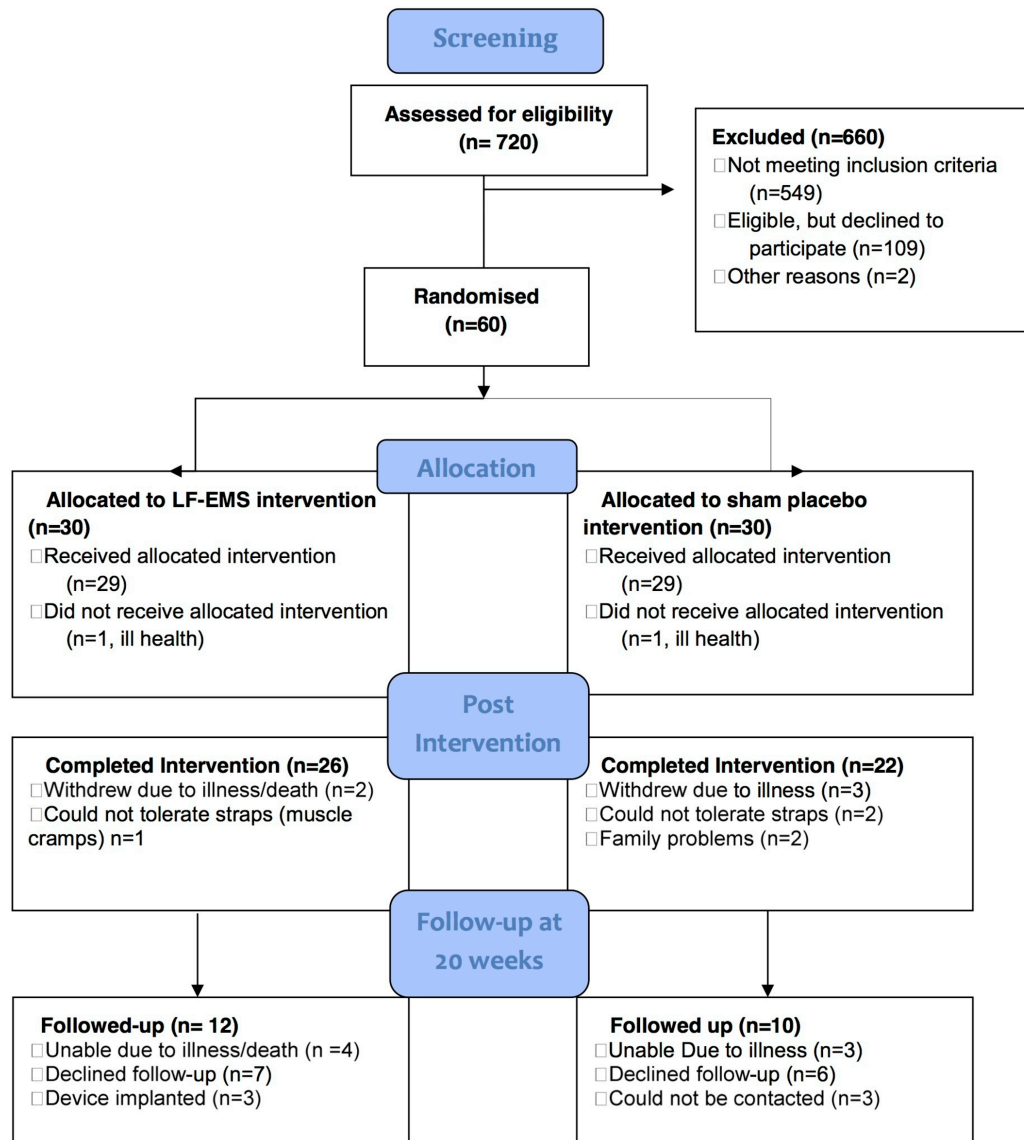 Screening
Assessed for eligibility
(n= 720)
Excluded (n=660)
□Not meeting inclusion criteria
(n=549)
□Eligible, but declined to
participate (n=109)
□Other reasons (n=2)
Randomised
(n=60)
Allocation
Allocated to LF-EMS intervention
(n=30)
□Received allocated intervention
(n=29)
□Did not receive allocated intervention
(n=1, ill health)
Allocated to sham placebo
intervention (n=30)
□Received allocated intervention
(n=29)
□Did not receive allocated intervention
(n=1, ill health)
Post
Intervention
Completed Intervention (n=26)
□Withdrew due to illness/death (n=2)
□Could not tolerate straps (muscle
cramps) n=1
Completed Intervention (n=22)
□Withdrew due to illness (n=3)
□Could not tolerate straps (n=2)
□Family problems (n=2)
Follow-up at
20 weeks
Followed-up (n= 12)
□Unable due to illness/death (n =4)
□Declined follow-up (n=7)
□Device implanted (n=3)
Followed up (n=10)
□Unable Due to illness (n=3)
□Declined follow-up (n=6)
□Could not be contacted (n=3)